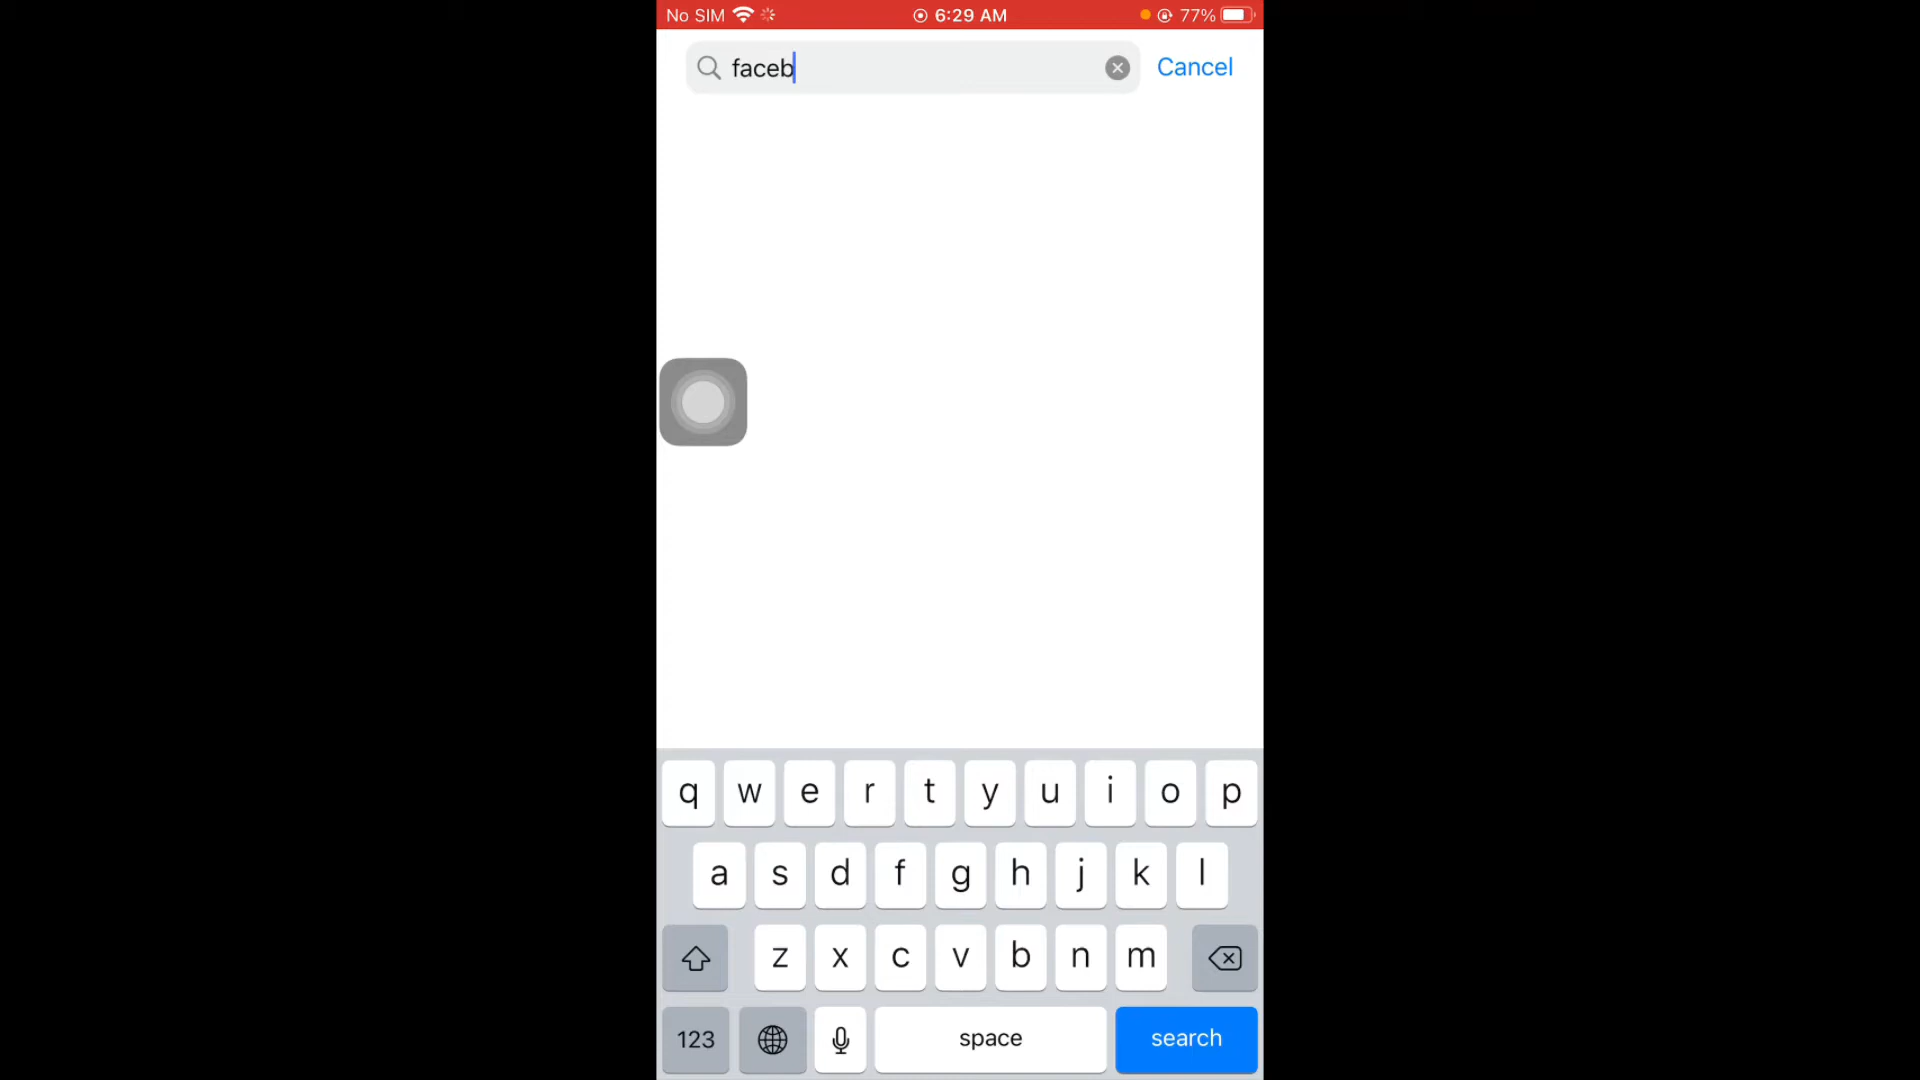 No SIM 6:29 AM 77%
faceb Cancel
q w e r t y u i o p
a s d f g h j k l
z x c v b n m
123 space search